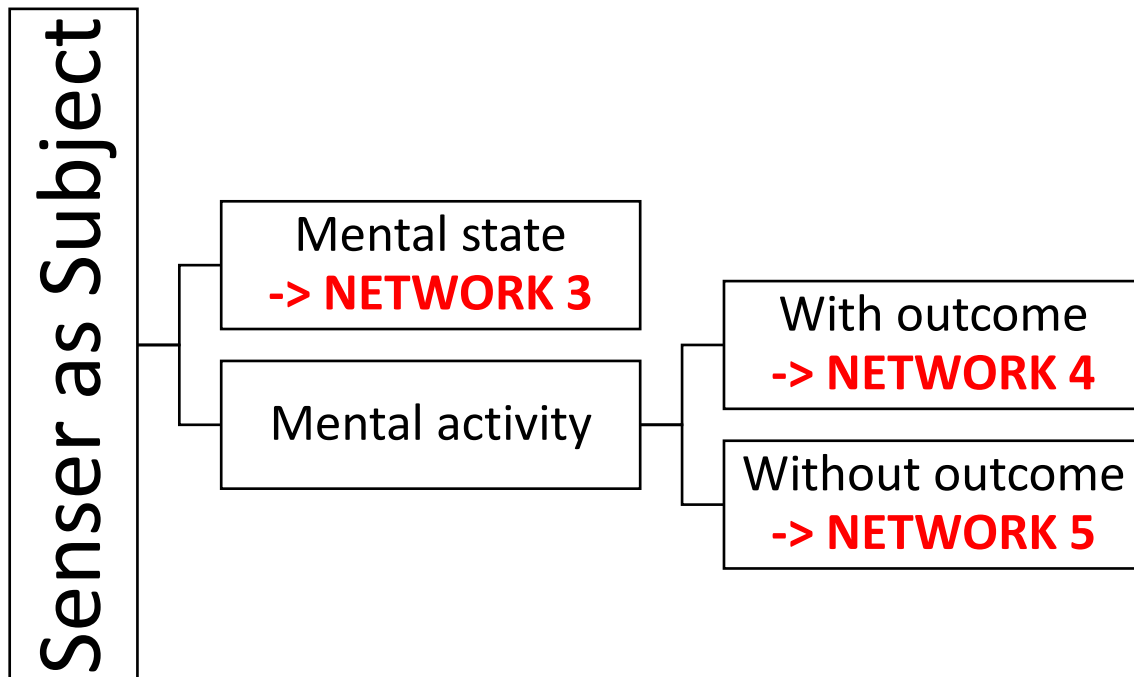 Senser as Subject
Mental state
-> NETWORK 3
Mental activity
With outcome
-> NETWORK 4
Without outcome
-> NETWORK 5